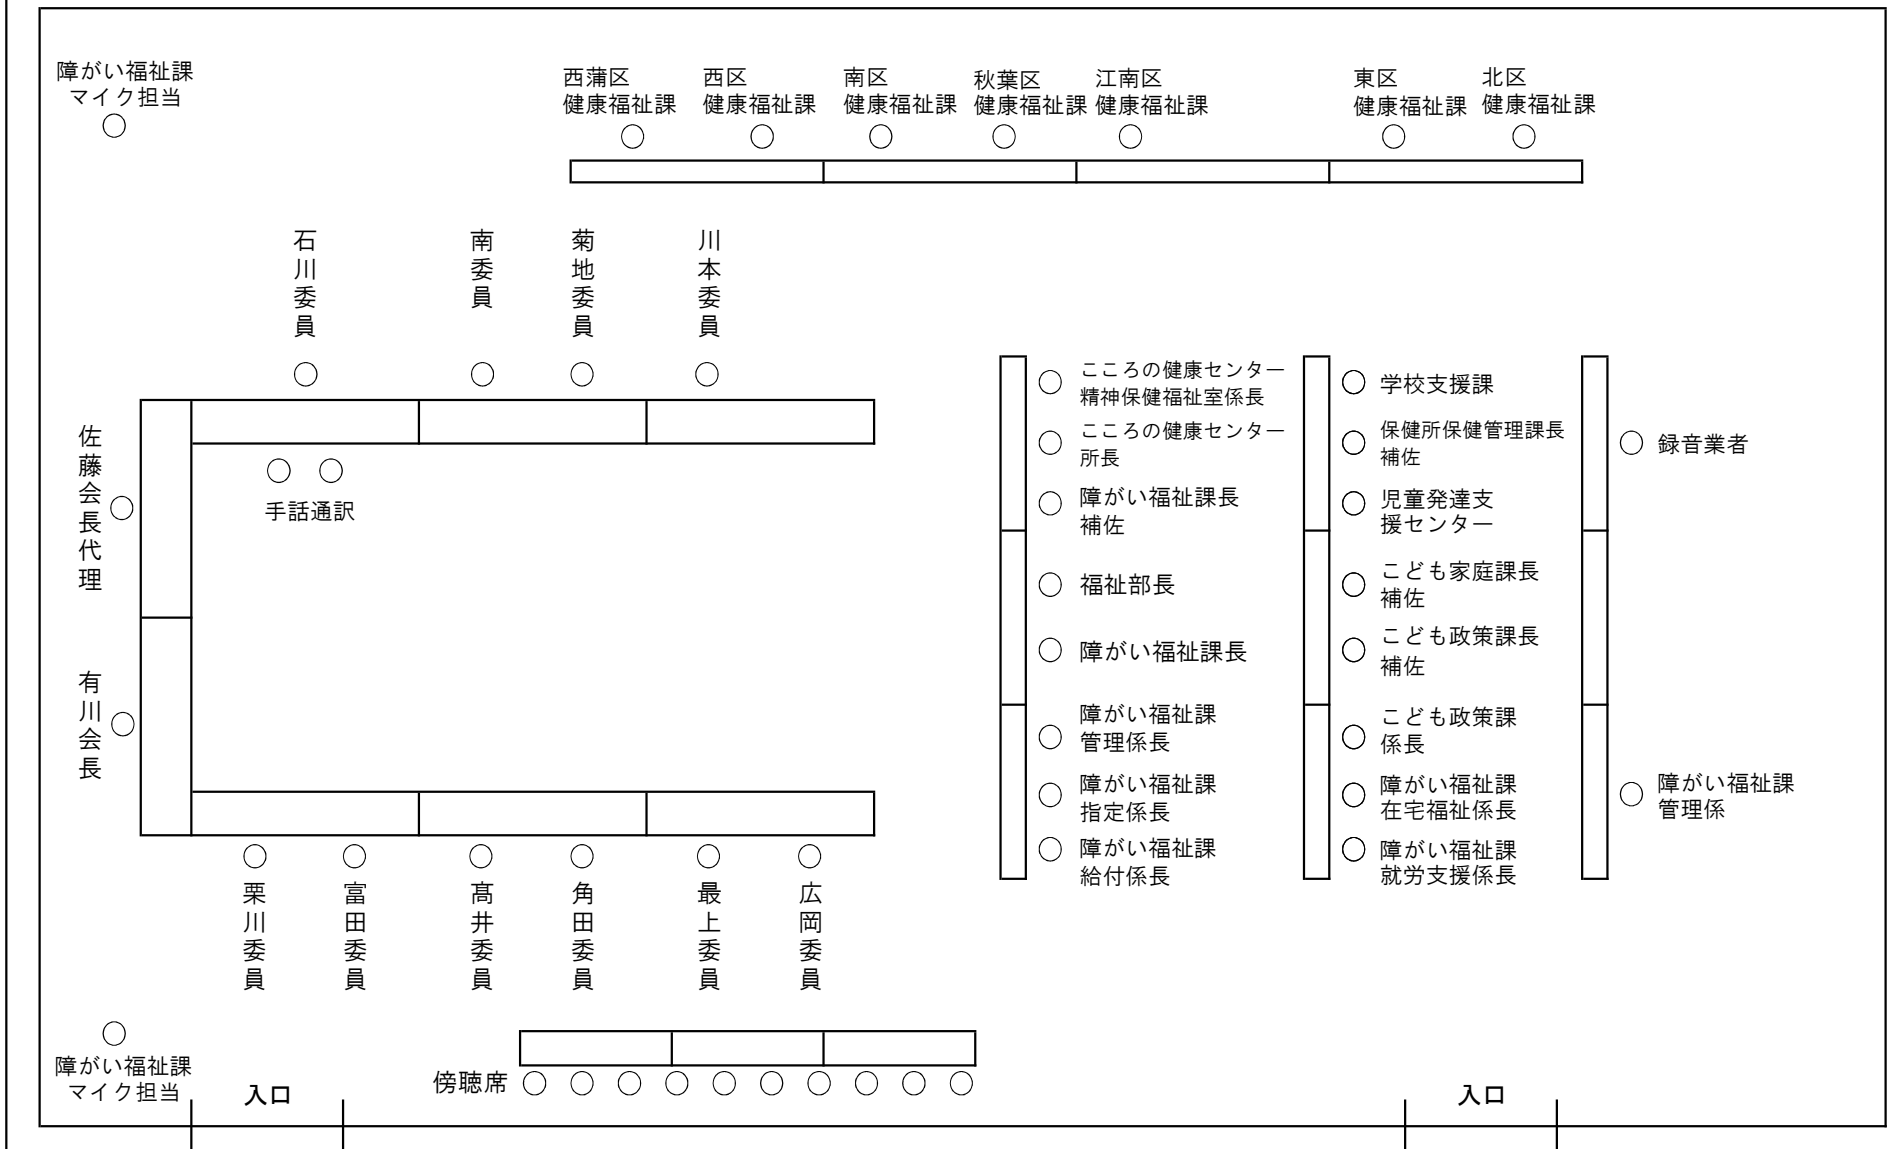 障がい福祉課
マイク担当
西蒲区
健康福祉課
西区
健康福祉課
南区
健康福祉課
秋葉区
健康福祉課
江南区
健康福祉課
東区
健康福祉課
北区
健康福祉課
石川委員
南委員
菊地委員
川本委員
佐藤会長代理
有川会長
手話通訳
こころの健康センター
精神保健福祉室係長
こころの健康センター
所長
障がい福祉課長
補佐
福祉部長
障がい福祉課長
障がい福祉課
管理係長
障がい福祉課
指定係長
障がい福祉課
給付係長
学校支援課
保健所保健管理課長
補佐
児童発達支
援センター
こども家庭課長
補佐
こども政策課長
補佐
こども政策課
係長
障がい福祉課
在宅福祉係長
障がい福祉課
就労支援係長
録音業者
障がい福祉課
管理係
栗川委員
富田委員
髙井委員
角田委員
最上委員
広岡委員
障がい福祉課
マイク担当
入口
傍聴席
入口